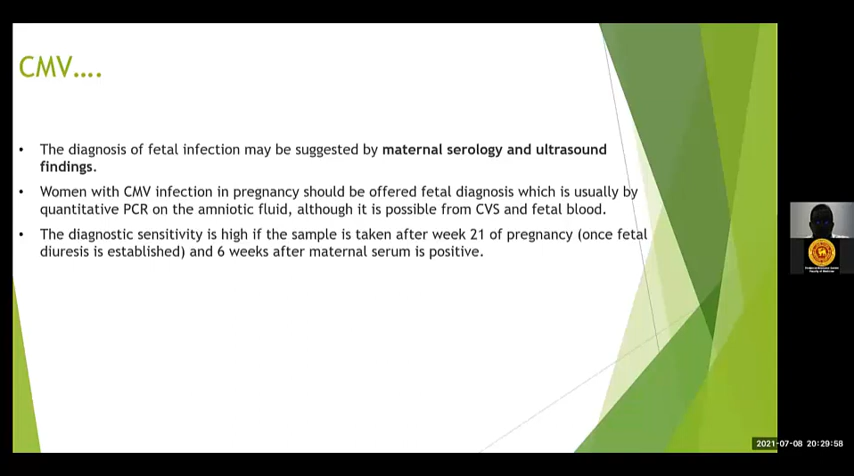 CMV....
• The diagnosis of fetal infection may be suggested by maternal serology and ultrasound
findings.
• Women with CMV infection in pregnancy should be offered fetal diagnosis which is usually by
quantitative PCR on the amniotic fluid, although it is possible from CVS and fetal blood.
• The diagnostic sensitivity is high if the sample is taken after week 21 of pregnancy (once fetal
diuresis is established) and 6 weeks after maternal serum is positive.
2021-07-08 20:29:58